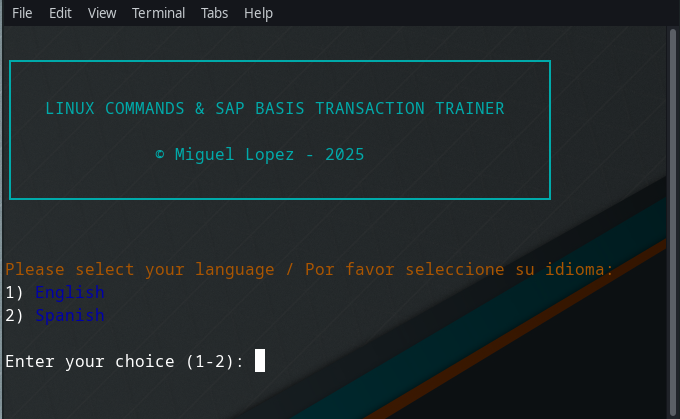 File Edit View Terminal Tabs Help
LINUX COMMANDS & SAP BASIS TRANSACTION TRAINER
© Miguel Lopez - 2025
Please select your language / Por favor seleccione su idioma:
1) English
2) Spanish
Enter your choice (1-2):